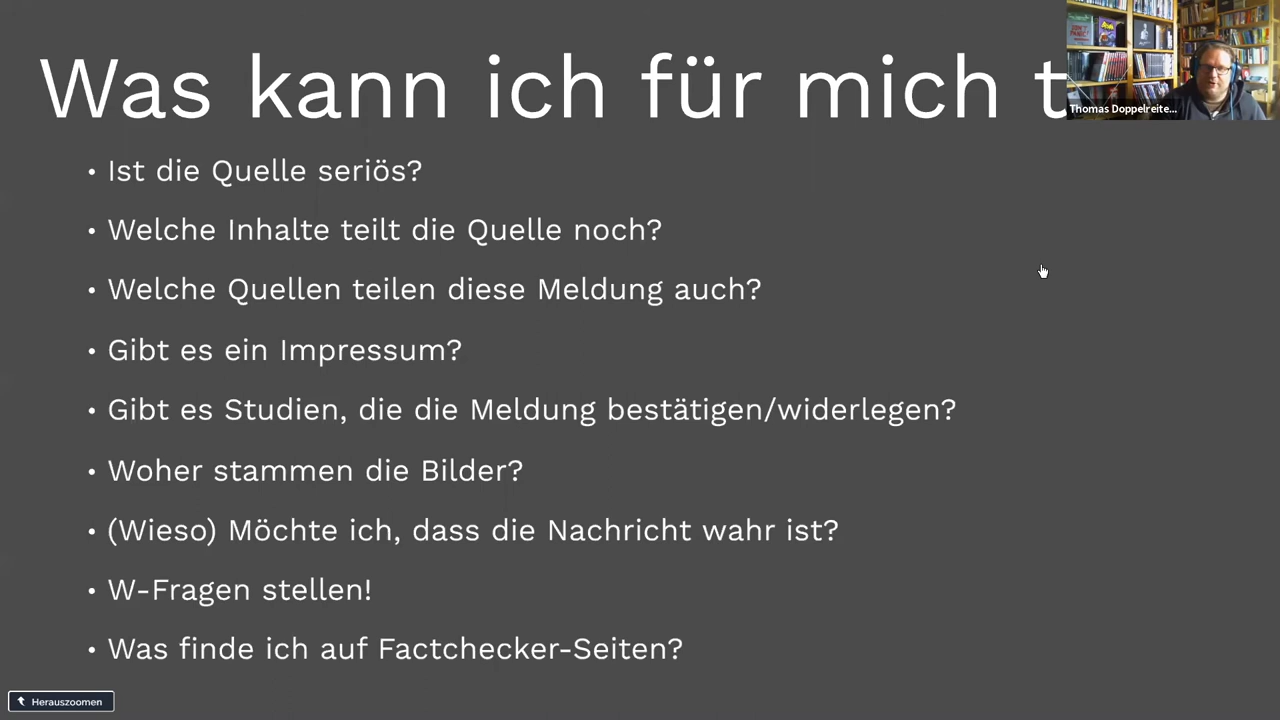 Was kann ich für mich t
Thomas Doppelreite...
• Ist die Quelle seriös?
• Welche Inhalte teilt die Quelle noch?
• Welche Quellen teilen diese Meldung auch?
• Gibt es ein Impressum?
• Gibt es Studien, die die Meldung bestätigen/widerlegen?
• Woher stammen die Bilder?
• (Wieso) Möchte ich, dass die Nachricht wahr ist?
• W-Fragen stellen!
• Was finde ich auf Factchecker-Seiten?
Herauszoomen